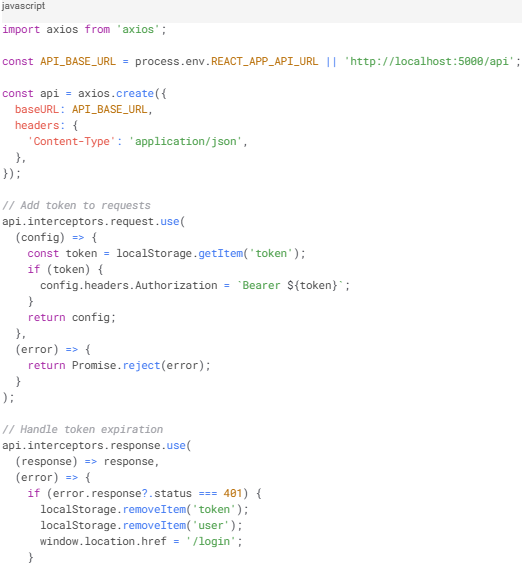 javascript
import axios from 'axios';

const API_BASE_URL = process.env.REACT_APP_API_URL || 'http://localhost:5000/api';

const api = axios.create({
  baseURL: API_BASE_URL,
  headers: {
    'Content-Type': 'application/json',
  },
});

// Add token to requests
api.interceptors.request.use(
  (config) => {
    const token = localStorage.getItem('token');
    if (token) {
      config.headers.Authorization = `Bearer ${token}`;
    }
    return config;
  },
  (error) => {
    return Promise.reject(error);
  }
);

// Handle token expiration
api.interceptors.response.use(
  (response) => response,
  (error) => {
    if (error.response?.status === 401) {
      localStorage.removeItem('token');
      localStorage.removeItem('user');
      window.location.href = '/login';
    }